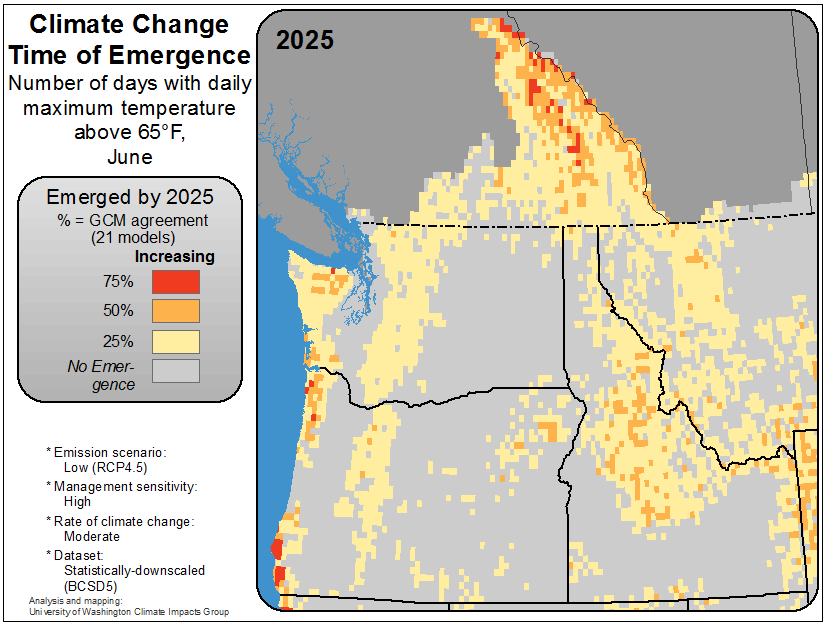 Climate Change
Time of Emergence
Number of days with daily
maximum temperature
above 65°F,
June
Emerged by 2025
% = GCM agreement
(21 models)
Increasing
75%
50%
25%
No Emer-
gence
* Emission scenario:
Low (RCP4.5)
* Management sensitivity:
High
* Rate of climate change:
Moderate
* Dataset:
Statistically-downscaled
(BCSD5)
Analysis and mapping:
University of Washington Climate Impacts Group
2025